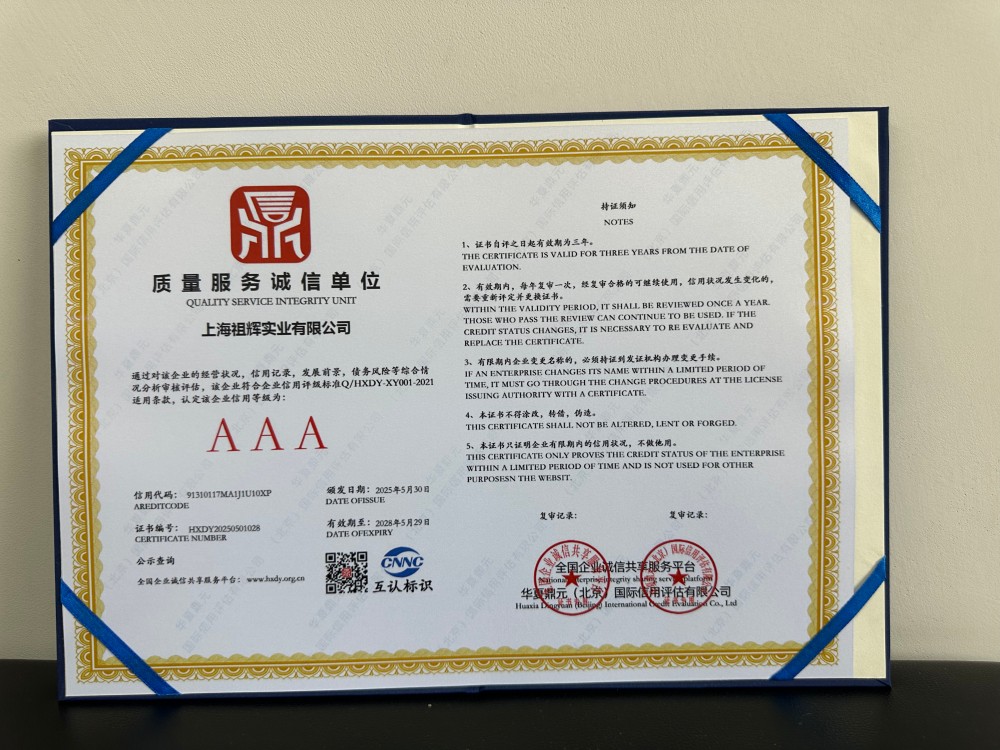 质量服务诚信单位
QUALITY SERVICE INTEGRITY UNIT
上海祖辉实业有限公司
通过对该企业的经营状况，信用记录，发展前景，债务风险等综合情
况分析审核评估，该企业符合企业信用评级标准Q/HXDY-XY001-2021
适用条款，认定该企业信用等级为：
AAA
信用代码： 91310117MA1J1U10XP
AREDITCODE
颁发日期：2025年5月30日
DATE OFISSUE
证书编号： HXDY20250501028
CERTIFICATE NUMBER
有效期至：2028年5月29日
DATE OFEXPIRY
公示查询
全国企业诚信共享服务平台：www.hxdy.org.cn
CNNC
互认标识
持证须知
NOTES
1、证书自评之日起有效期为三年。
THE CERTIFICATE IS VALID FOR THREE YEARS FROM THE DATE OF
EVALUATION.
2、有效期内，每年复审一次，经复审合格的可继续使用，信用状况发生变化的，
需要重新评定并更换证书。
WITHIN THE VALIDITY PERIOD, IT SHALL BE REVIEWED ONCE A YEAR.
THOSE WHO PASS THE REVIEW CAN CONTINUE TO BE USED. IF THE
CREDIT STATUS CHANGES, IT IS NECESSARY TO RE EVALUATE AND
REPLACE THE CERTIFICATE.
3、有限期内企业变更名称的，必须持证到发证机构办理变更手续。
IF AN ENTERPRISE CHANGES ITS NAME WITHIN A LIMITED PERIOD OF
TIME, IT MUST GO THROUGH THE CHANGE PROCEDURES AT THE LICENSE
ISSUING AUTHORITY WITH A CERTIFICATE.
4、本证书不得涂改，转借，伪造。
THIS CERTIFICATE SHALL NOT BE ALTERED, LENT OR FORGED.
5、本证书只证明企业有限期内的信用状况，不做他用。
THIS CERTIFICATE ONLY PROVES THE CREDIT STATUS OF THE ENTERPRISE
WITHIN A LIMITED PERIOD OF TIME AND IS NOT USED FOR OTHER
PURPOSESN THE WEBSIT.
复审记录： 复审记录：
全国企业诚信共享服务平台
National enterprise integrity sharing service platform
华夏鼎元（北京）国际信用评估有限公司
Huaxia Dingyuan (Beijing) International Credit Evaluation Co., Ltd